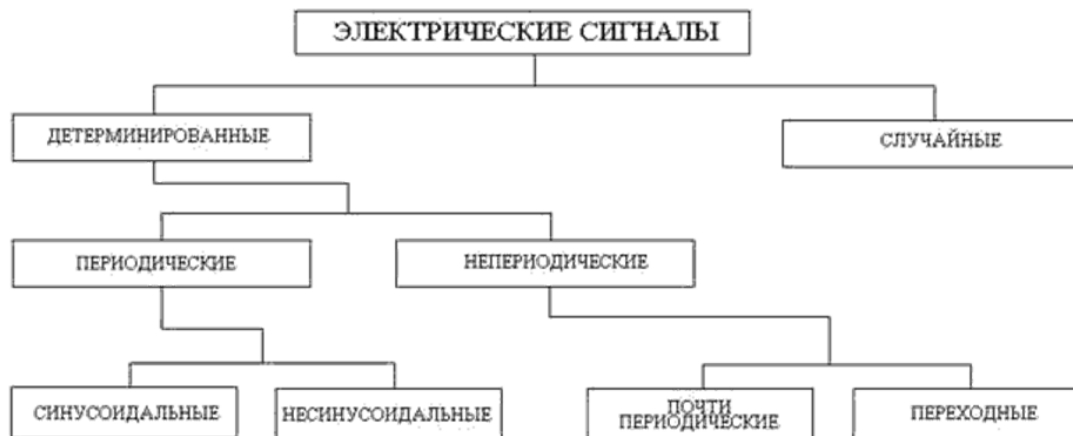 ЭЛЕКТРИЧЕСКИЕ СИГНАЛЫ
ДЕТЕРМИНИРОВАННЫЕ
СЛУЧАЙНЫЕ
ПЕРИОДИЧЕСКИЕ
НЕПЕРИОДИЧЕСКИЕ
СИНУСОИДАЛЬНЫЕ
НЕСИНУСОИДАЛЬНЫЕ
ПОЧТИ
ПЕРИОДИЧЕСКИЕ
ПЕРЕХОДНЫЕ